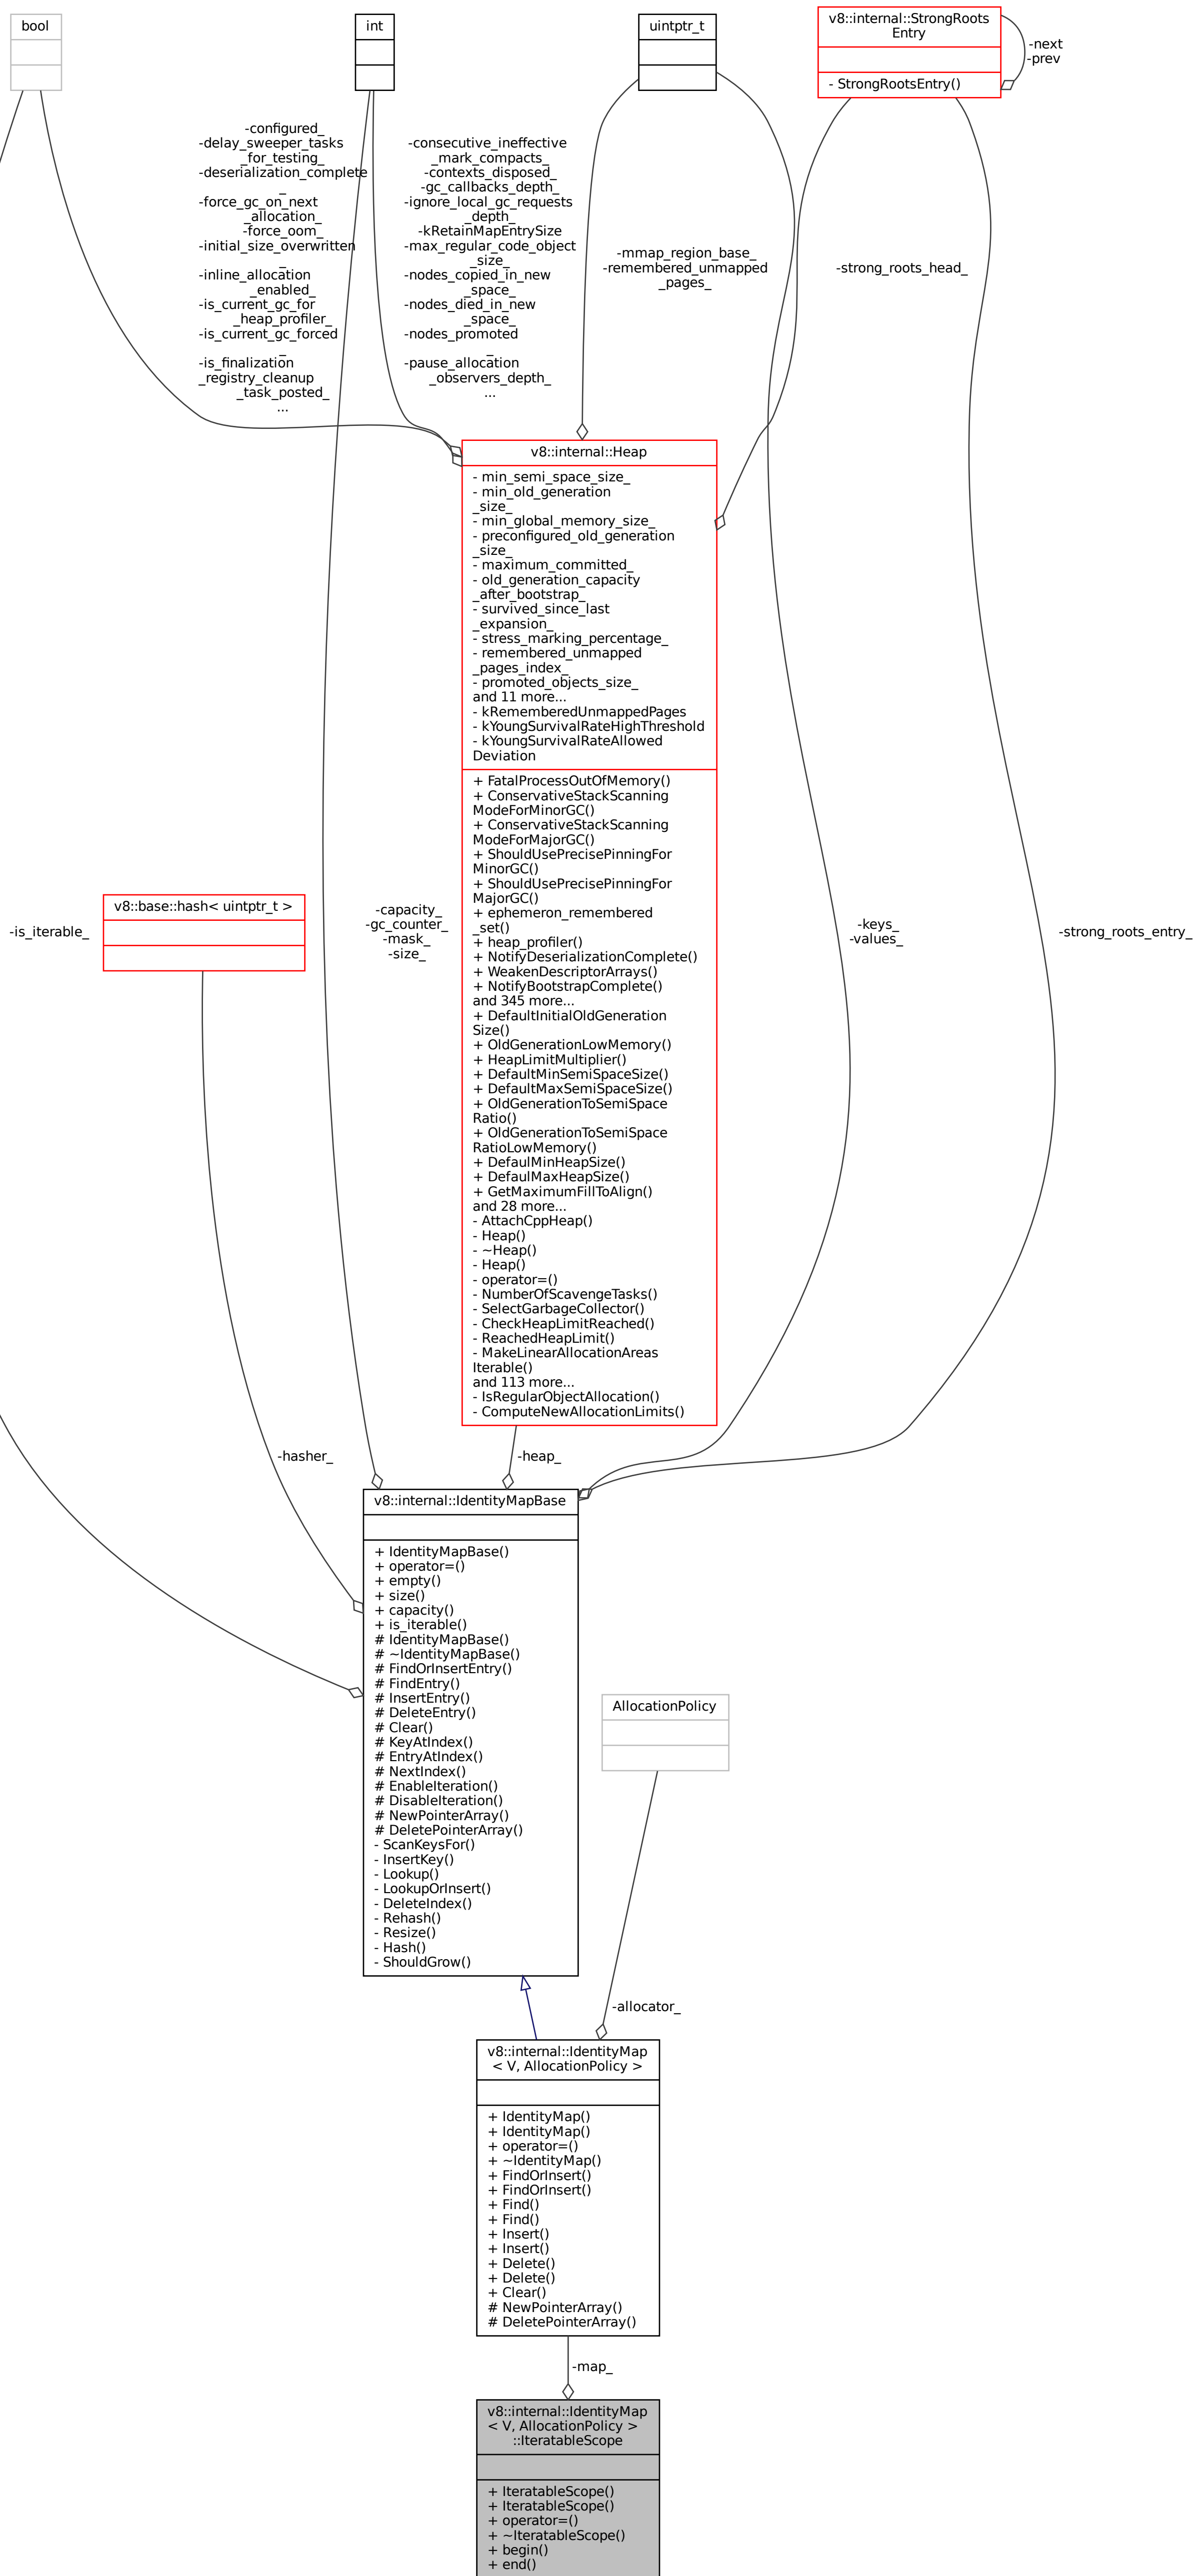 bool
int
uintptr_t
v8::internal::StrongRoots
Entry
- StrongRootsEntry()
-next
-prev
-configured_
-delay_sweeper_tasks
_for_testing_
-deserialization_complete
_
-force_gc_on_next
_allocation_
-force_oom_
-initial_size_overwritten
_
-inline_allocation
_enabled_
-is_current_gc_for
_heap_profiler_
-is_current_gc_forced
_
-is_finalization
_registry_cleanup
_task_posted_
...
-consecutive_ineffective
_mark_compacts_
-contexts_disposed_
-gc_callbacks_depth_
-ignore_local_gc_requests
_depth_
-kRetainMapEntrySize
-max_regular_code_object
_size_
-nodes_copied_in_new
_space_
-nodes_died_in_new
_space_
-nodes_promoted
_
-pause_allocation
_observers_depth_
...
-mmap_region_base_
-remembered_unmapped
_pages_
-strong_roots_head_
v8::internal::Heap
- min_semi_space_size_
- min_old_generation
_size_
- min_global_memory_size_
- preconfigured_old_generation
_size_
- maximum_committed_
- old_generation_capacity
_after_bootstrap_
- survived_since_last
_expansion_
- stress_marking_percentage_
- remembered_unmapped
_pages_index_
- promoted_objects_size_
and 11 more...
- kRememberedUnmappedPages
- kYoungSurvivalRateHighThreshold
- kYoungSurvivalRateAllowed
Deviation
+ FatalProcessOutOfMemory()
+ ConservativeStackScanning
ModeForMinorGC()
+ ConservativeStackScanning
ModeForMajorGC()
+ ShouldUsePrecisePinningFor
MinorGC()
+ ShouldUsePrecisePinningFor
MajorGC()
+ ephemeron_remembered
_set()
+ heap_profiler()
+ NotifyDeserializationComplete()
+ WeakenDescriptorArrays()
+ NotifyBootstrapComplete()
and 345 more...
+ DefaultInitialOldGeneration
Size()
+ OldGenerationLowMemory()
+ HeapLimitMultiplier()
+ DefaultMinSemiSpaceSize()
+ DefaultMaxSemiSpaceSize()
+ OldGenerationToSemiSpace
Ratio()
+ OldGenerationToSemiSpace
RatioLowMemory()
+ DefaulMinHeapSize()
+ DefaulMaxHeapSize()
+ GetMaximumFillToAlign()
and 28 more...
- AttachCppHeap()
- Heap()
- ~Heap()
- Heap()
- operator=()
- NumberOfScavengeTasks()
- SelectGarbageCollector()
- CheckHeapLimitReached()
- ReachedHeapLimit()
- MakeLinearAllocationAreas
Iterable()
and 113 more...
- IsRegularObjectAllocation()
- ComputeNewAllocationLimits()
v8::base::hash< uintptr_t >
-is_iterable_
-capacity_
-gc_counter_
-mask_
-size_
-keys_
-values_
-strong_roots_entry_
-hasher_
-heap_
v8::internal::IdentityMapBase
+ IdentityMapBase()
+ operator=()
+ empty()
+ size()
+ capacity()
+ is_iterable()
# IdentityMapBase()
# ~IdentityMapBase()
# FindOrInsertEntry()
# FindEntry()
# InsertEntry()
# DeleteEntry()
# Clear()
# KeyAtIndex()
# EntryAtIndex()
# NextIndex()
# EnableIteration()
# DisableIteration()
# NewPointerArray()
# DeletePointerArray()
- ScanKeysFor()
- InsertKey()
- Lookup()
- LookupOrInsert()
- DeleteIndex()
- Rehash()
- Resize()
- Hash()
- ShouldGrow()
AllocationPolicy
-allocator_
v8::internal::IdentityMap
< V, AllocationPolicy >
+ IdentityMap()
+ IdentityMap()
+ operator=()
+ ~IdentityMap()
+ FindOrInsert()
+ FindOrInsert()
+ Find()
+ Find()
+ Insert()
+ Insert()
+ Delete()
+ Delete()
+ Clear()
# NewPointerArray()
# DeletePointerArray()
-map_
v8::internal::IdentityMap
< V, AllocationPolicy >
::IteratableScope
+ IteratableScope()
+ IteratableScope()
+ operator=()
+ ~IteratableScope()
+ begin()
+ end()